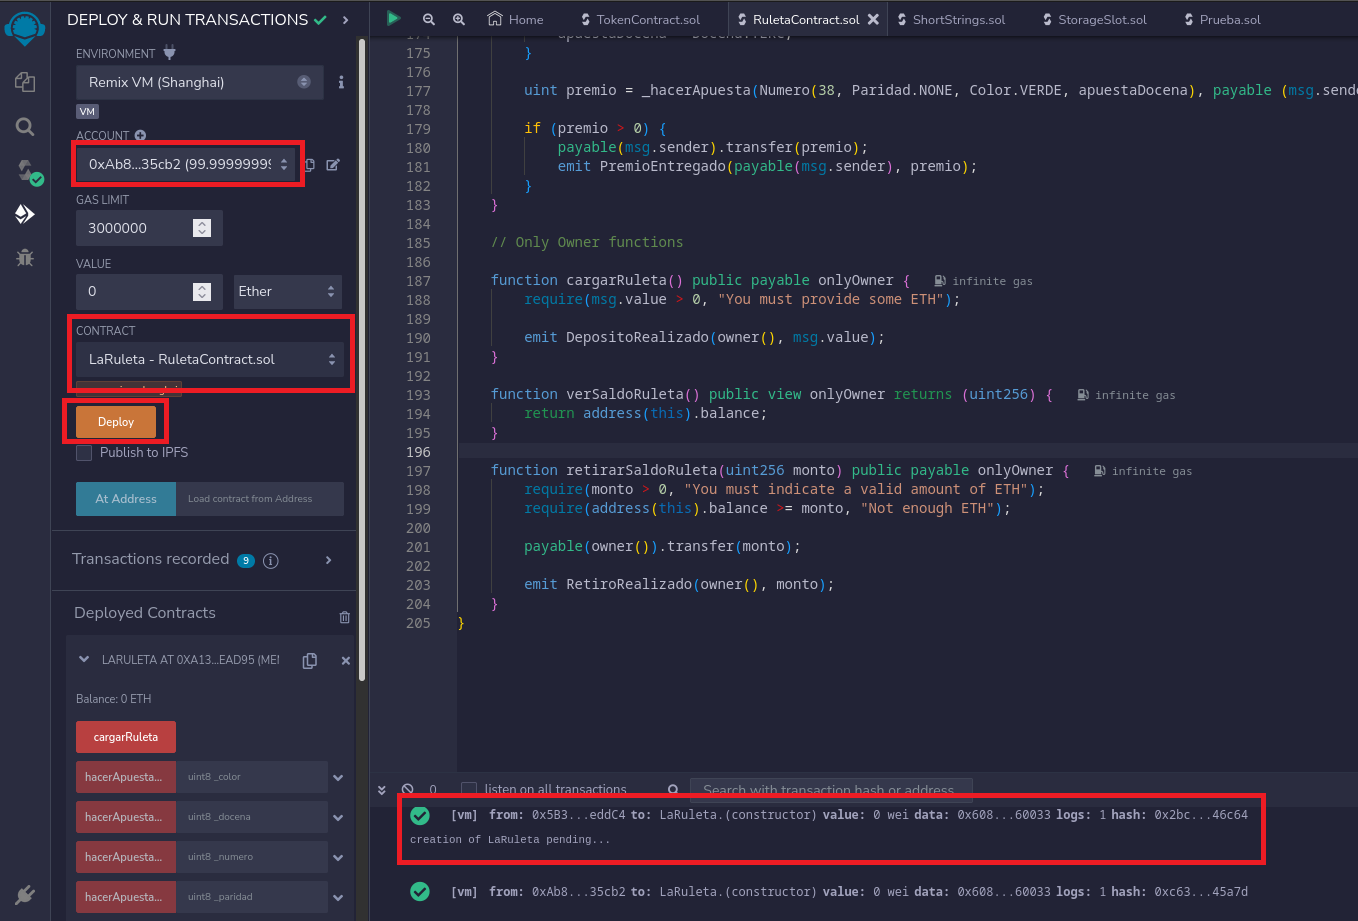 DEPLOY & RUN TRANSACTIONS
ENVIRONMENT
Remix VM (Shanghai)
VM
ACCOUNT
0xAb8...35cb2 (99.99999999
GAS LIMIT
3000000
VALUE
0
Ether
CONTRACT
LaRuleta - RuletaContract.sol
Deploy
Publish to IPFS
At Address
Load contract from Address
Transactions recorded 9 i
Deployed Contracts
LARULETA AT 0XA13...EAD95 (MEI
Balance: 0 ETH
cargarRuleta
hacerApuesta... uint8 _color
hacerApuesta... uint8 _docena
hacerApuesta... uint8 _numero
hacerApuesta... uint8 _paridad
Home TokenContract.sol RuletaContract.sol ShortStrings.sol StorageSlot.sol Prueba.sol
175 }
176
177 uint premio = _hacerApuesta(Numero(38, Paridad.NONE, Color.VERDE, apuestaDocena), payable (msg.sende
178
179 if (premio > 0) {
180 payable(msg.sender).transfer(premio);
181 emit PremioEntregado(payable(msg.sender), premio);
182 }
183 }
184
185 // Only Owner functions
186
187 function cargarRuleta() public payable onlyOwner { infinite gas
188 require(msg.value > 0, "You must provide some ETH");
189
190 emit DepositoRealizado(owner(), msg.value);
191 }
192
193 function verSaldoRuleta() public view onlyOwner returns (uint256) { infinite gas
194 return address(this).balance;
195 }
196
197 function retirarSaldoRuleta(uint256 monto) public payable onlyOwner { infinite gas
198 require(monto > 0, "You must indicate a valid amount of ETH");
199 require(address(this).balance >= monto, "Not enough ETH");
200
201 payable(owner()).transfer(monto);
202
203 emit RetiroRealizado(owner(), monto);
204 }
205 }
0 listen on all transactions Search with transaction hash or address
[vm] from: 0x5B3...eddC4 to: LaRuleta.(constructor) value: 0 wei data: 0x608...60033 logs: 1 hash: 0x2bc...46c64
creation of LaRuleta pending...
[vm] from: 0xAb8...35cb2 to: LaRuleta.(constructor) value: 0 wei data: 0x608...60033 logs: 1 hash: 0xc63...45a7d